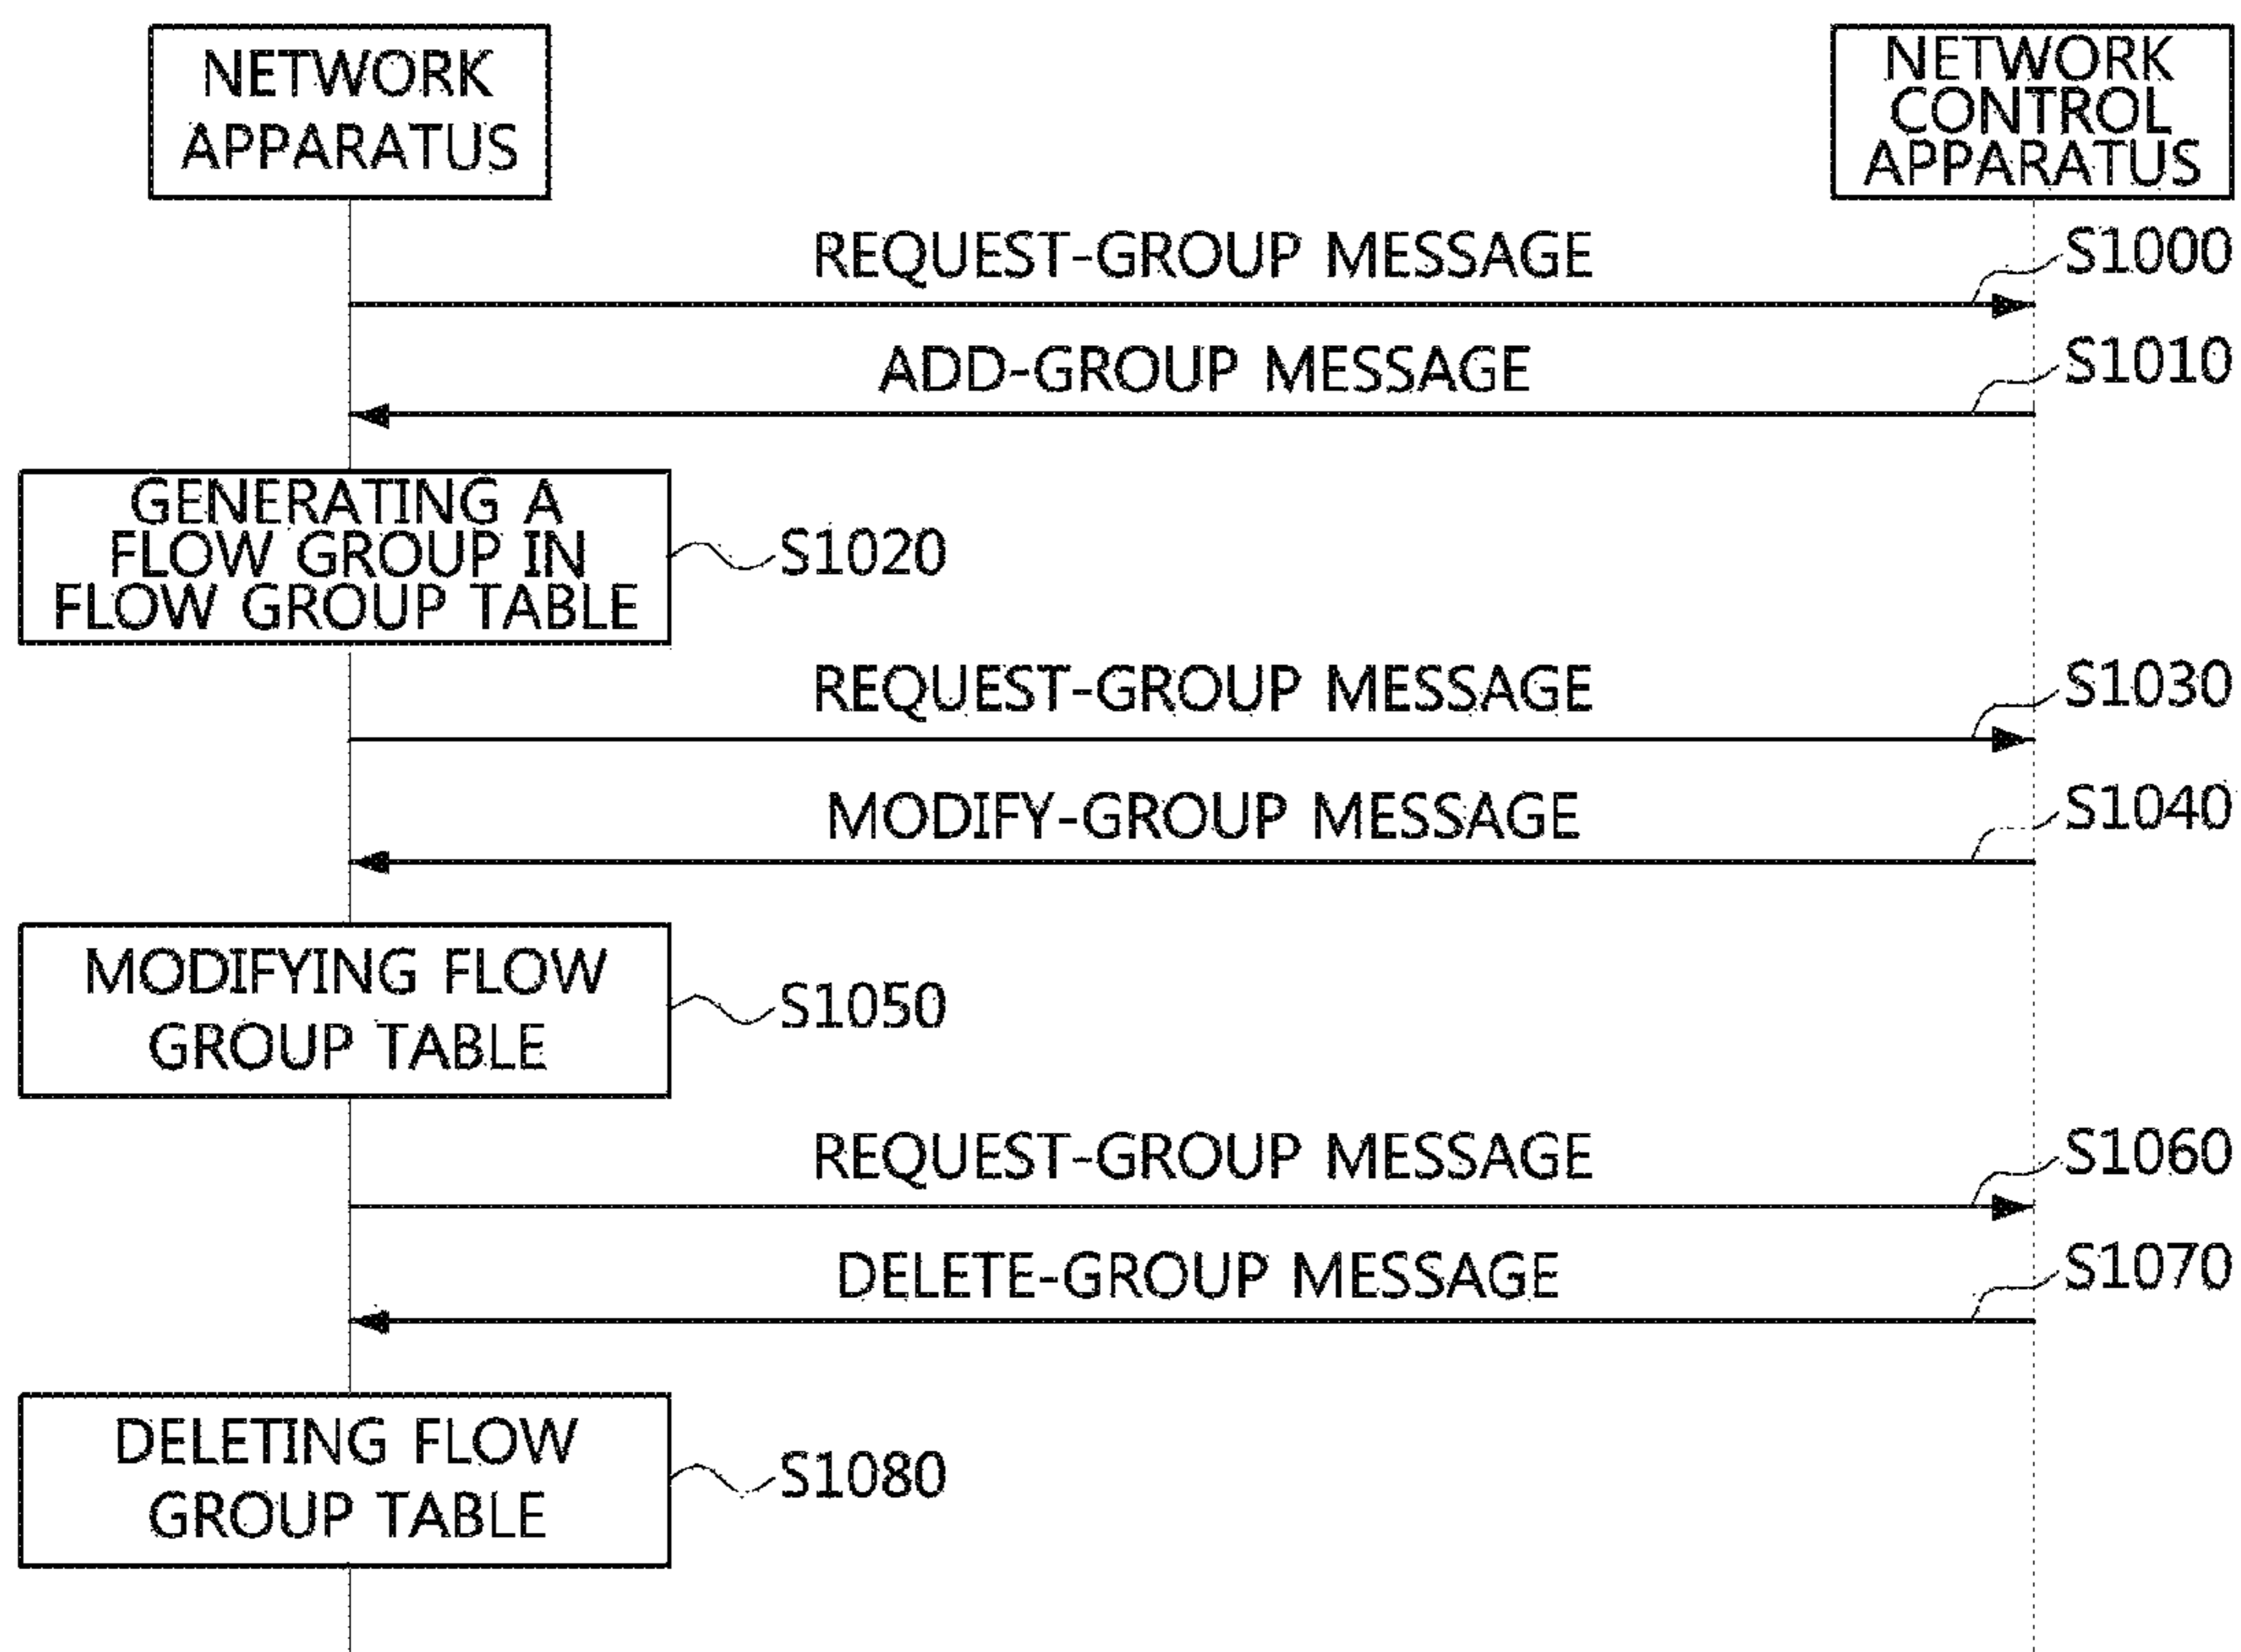 NETWORK
APPARATUS
NETWORK
CONTROL
APPARATUS
REQUEST-GROUP MESSAGE
S1000
ADD-GROUP MESSAGE
S1010
GENERATING A
FLOW GROUP IN
FLOW GROUP TABLE
S1020
REQUEST-GROUP MESSAGE
S1030
MODIFY-GROUP MESSAGE
S1040
MODIFYING FLOW
GROUP TABLE
S1050
REQUEST-GROUP MESSAGE
S1060
DELETE-GROUP MESSAGE
S1070
DELETING FLOW
GROUP TABLE
S1080